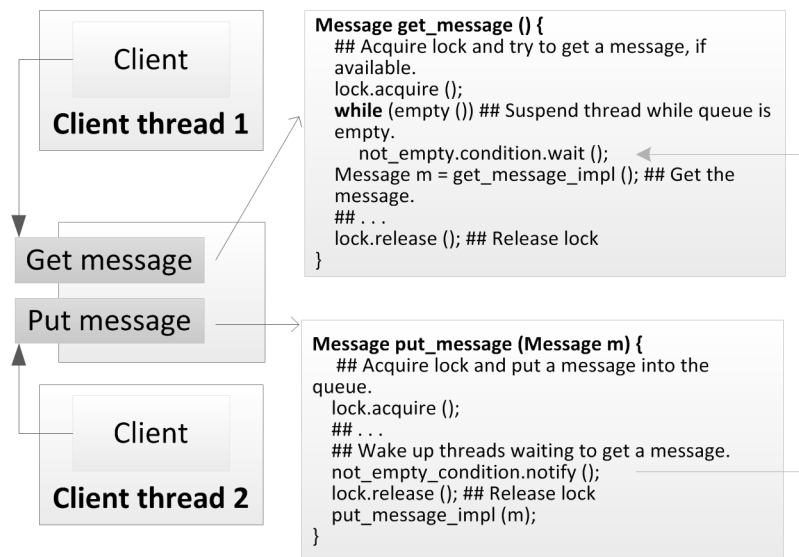 Client
Client thread 1
Get message
Put message
Client
Client thread 2
Message get_message () {
## Acquire lock and try to get a message, if
available.
lock.acquire ();
while (empty ()) ## Suspend thread while queue is
empty.
not_empty.condition.wait ();
Message m = get_message_impl (); ## Get the
message.
## . . .
lock.release (); ## Release lock
}
Message put_message (Message m) {
## Acquire lock and put a message into the
queue.
lock.acquire ();
## . . .
## Wake up threads waiting to get a message.
not_empty_condition.notify ();
lock.release (); ## Release lock
put_message_impl (m);
}